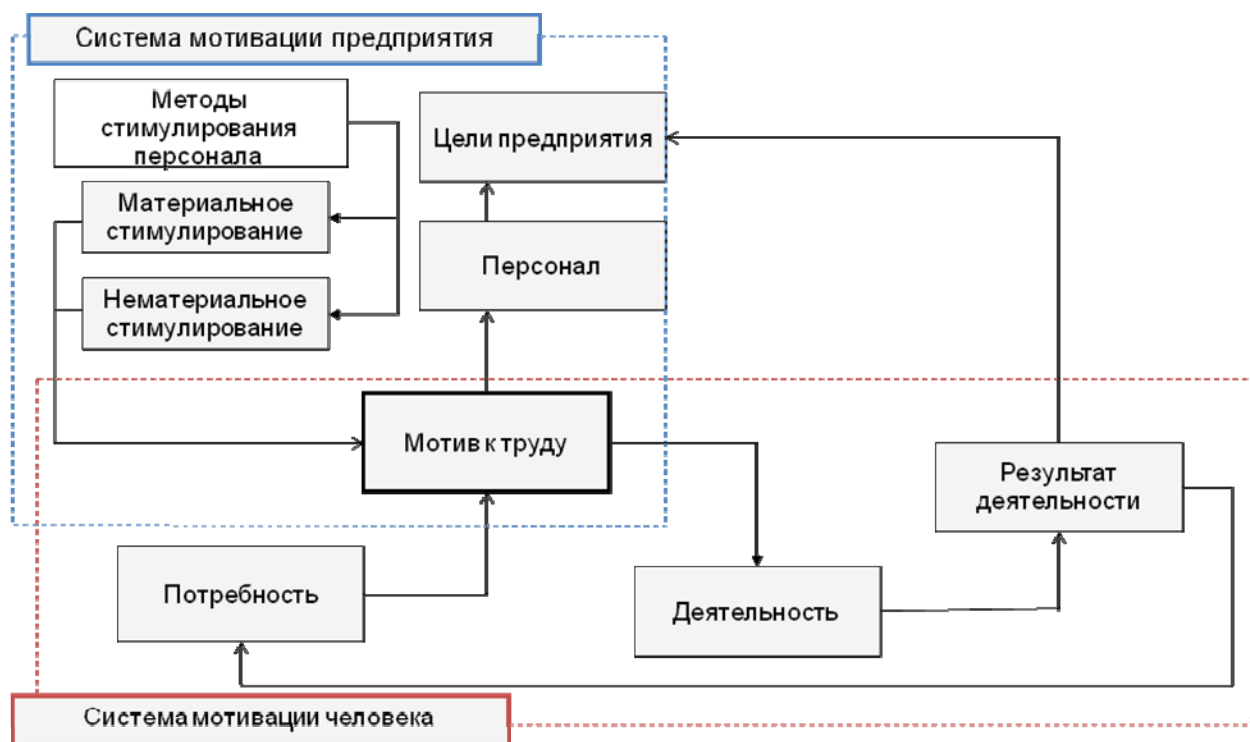 Система мотивации предприятия
Методы
стимулирования
персонала
Цели предприятия
Материальное
стимулирование
Персонал
Нематериальное
стимулирование
Мотив к труду
Результат
деятельности
Потребность
Деятельность
Система мотивации человека